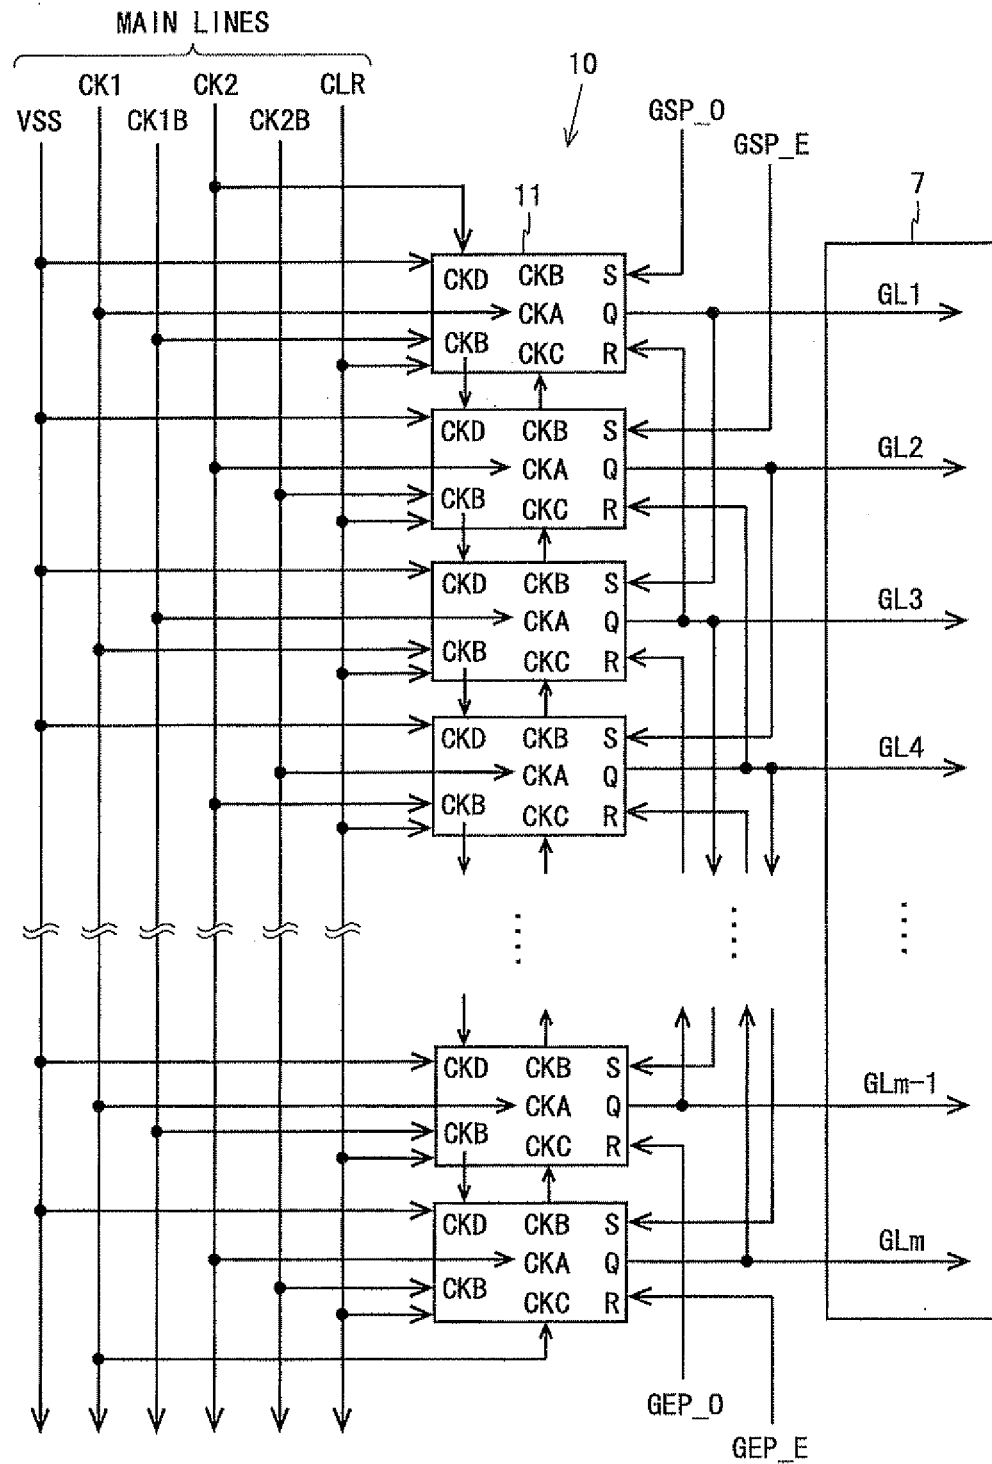 MAIN LINES
CK1 CK2 CLR 10
VSS CK1B CK2B GSP_O
GSP_E
11 7
CKD CKB S
CKA Q GL1
CKB CKC R
CKD CKB S
CKA Q GL2
CKB CKC R
CKD CKB S
CKA Q GL3
CKB CKC R
CKD CKB S
CKA Q GL4
CKB CKC R
CKD CKB S
CKA Q GLm-1
CKB CKC R
CKD CKB S
CKA Q GLm
CKB CKC R
GEP_O
GEP_E